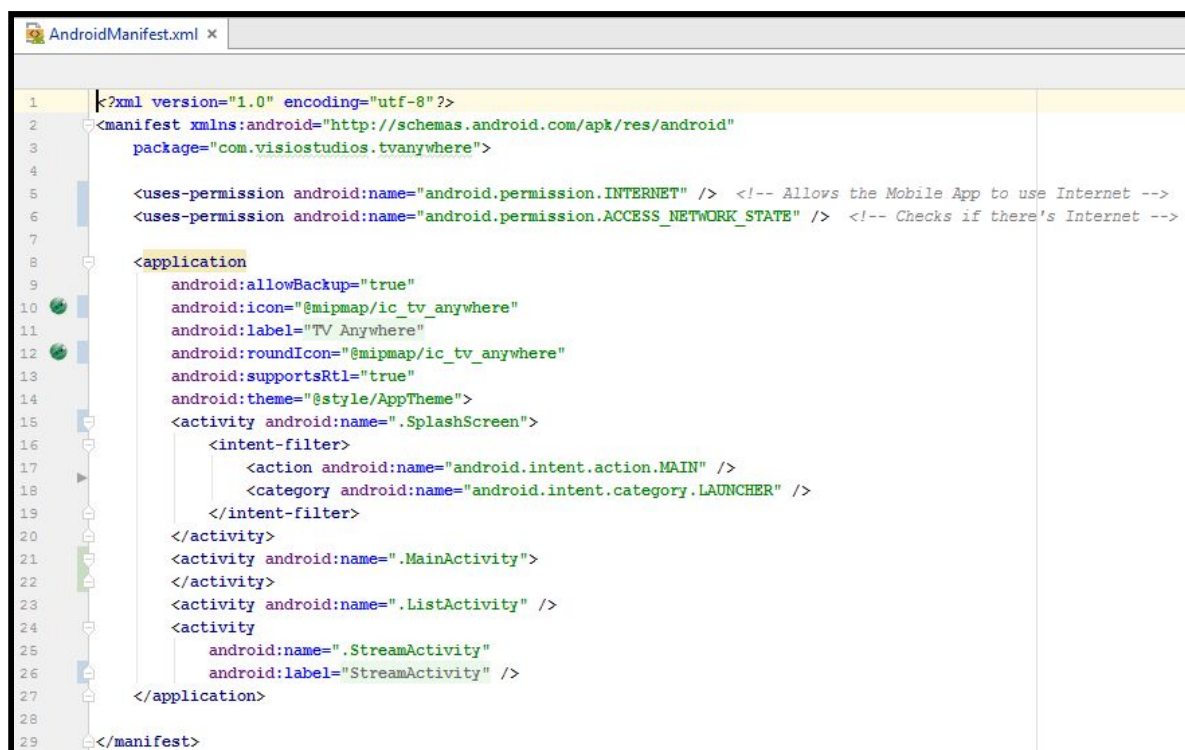 AndroidManifest.xml ×
1 <?xml version="1.0" encoding="utf-8"?>
2 <manifest xmlns:android="http://schemas.android.com/apk/res/android"
3     package="com.visiostudios.tvanywhere">
4
5     <uses-permission android:name="android.permission.INTERNET" />  <!-- Allows the Mobile App to use Internet -->
6     <uses-permission android:name="android.permission.ACCESS_NETWORK_STATE" />  <!-- Checks if there's Internet -->
7
8     <application
9         android:allowBackup="true"
10         android:icon="@mipmap/ic_tv_anywhere"
11         android:label="TV Anywhere"
12         android:roundIcon="@mipmap/ic_tv_anywhere"
13         android:supportsRtl="true"
14         android:theme="@style/AppTheme">
15         <activity android:name=".SplashScreen">
16             <intent-filter>
17                 <action android:name="android.intent.action.MAIN" />
18                 <category android:name="android.intent.category.LAUNCHER" />
19             </intent-filter>
20         </activity>
21         <activity android:name=".MainActivity">
22         </activity>
23         <activity android:name=".ListActivity" />
24         <activity
25             android:name=".StreamActivity"
26             android:label="StreamActivity" />
27     </application>
28
29 </manifest>